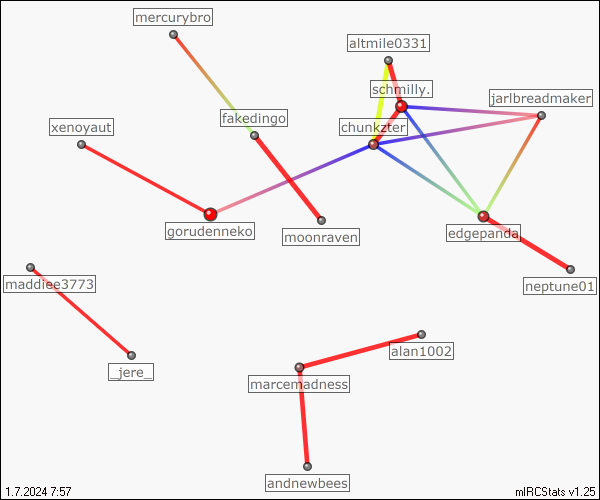 mercurybro
altmile0331
schmilly.
jarlbreadmaker
fakedingo
chunkzter
xenoyaut
gorudenneko
moonraven
edgepanda
maddiee3773
neptune01
alan1002
_jere_
marcemadness
andnewbees
1.7.2024 7:57
mIRCStats v1.25